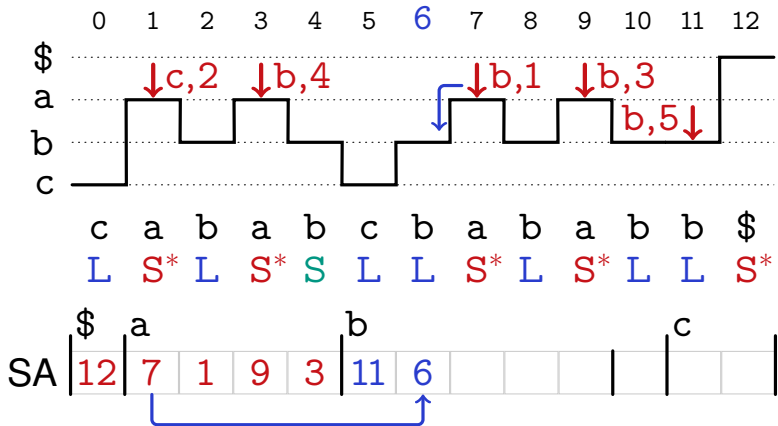 0 1 2 3 4 5 6 7 8 9 10 11 12
$
c,2 b,4 b,1 b,3
a
b,5
b
c
c a b a b c b a b a b b $
L S* L S* S L L S* L S* L L S*
$ a b c
SA 12 7 1 9 3 11 6